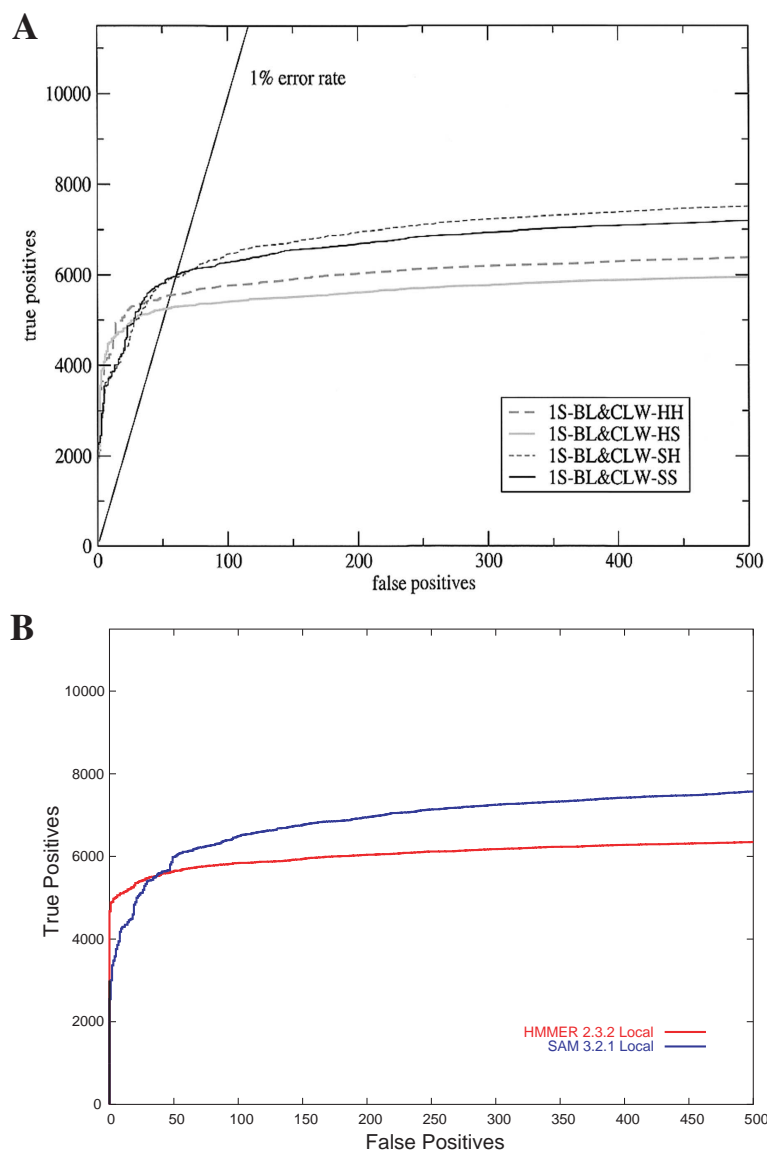 A
1% error rate
10000
8000
6000
4000
2000
0
true positives
1S-BL&CLW-HH
1S-BL&CLW-HS
1S-BL&CLW-SH
1S-BL&CLW-SS
0 100 200 300 400 500
false positives
B
10000
8000
6000
4000
2000
0
True Positives
HMMER 2.3.2 Local
SAM 3.2.1 Local
0 50 100 150 200 250 300 350 400 450 500
False Positives